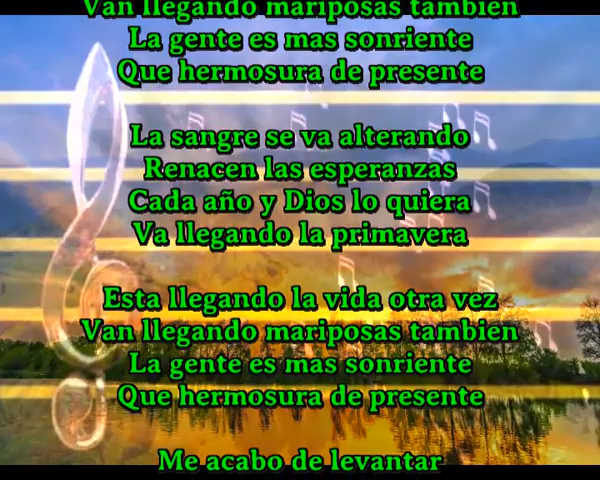 Van llegando mariposas tambien
La gente es mas sonriente
Que hermosura de presente
La sangre se va alterando
Renacen las esperanzas
Cada año y Dios lo quiera
Va llegando la primavera
Esta llegando la vida otra vez
Van llegando mariposas tambien
La gente es mas sonriente
Que hermosura de presente
Me acabo de levantar